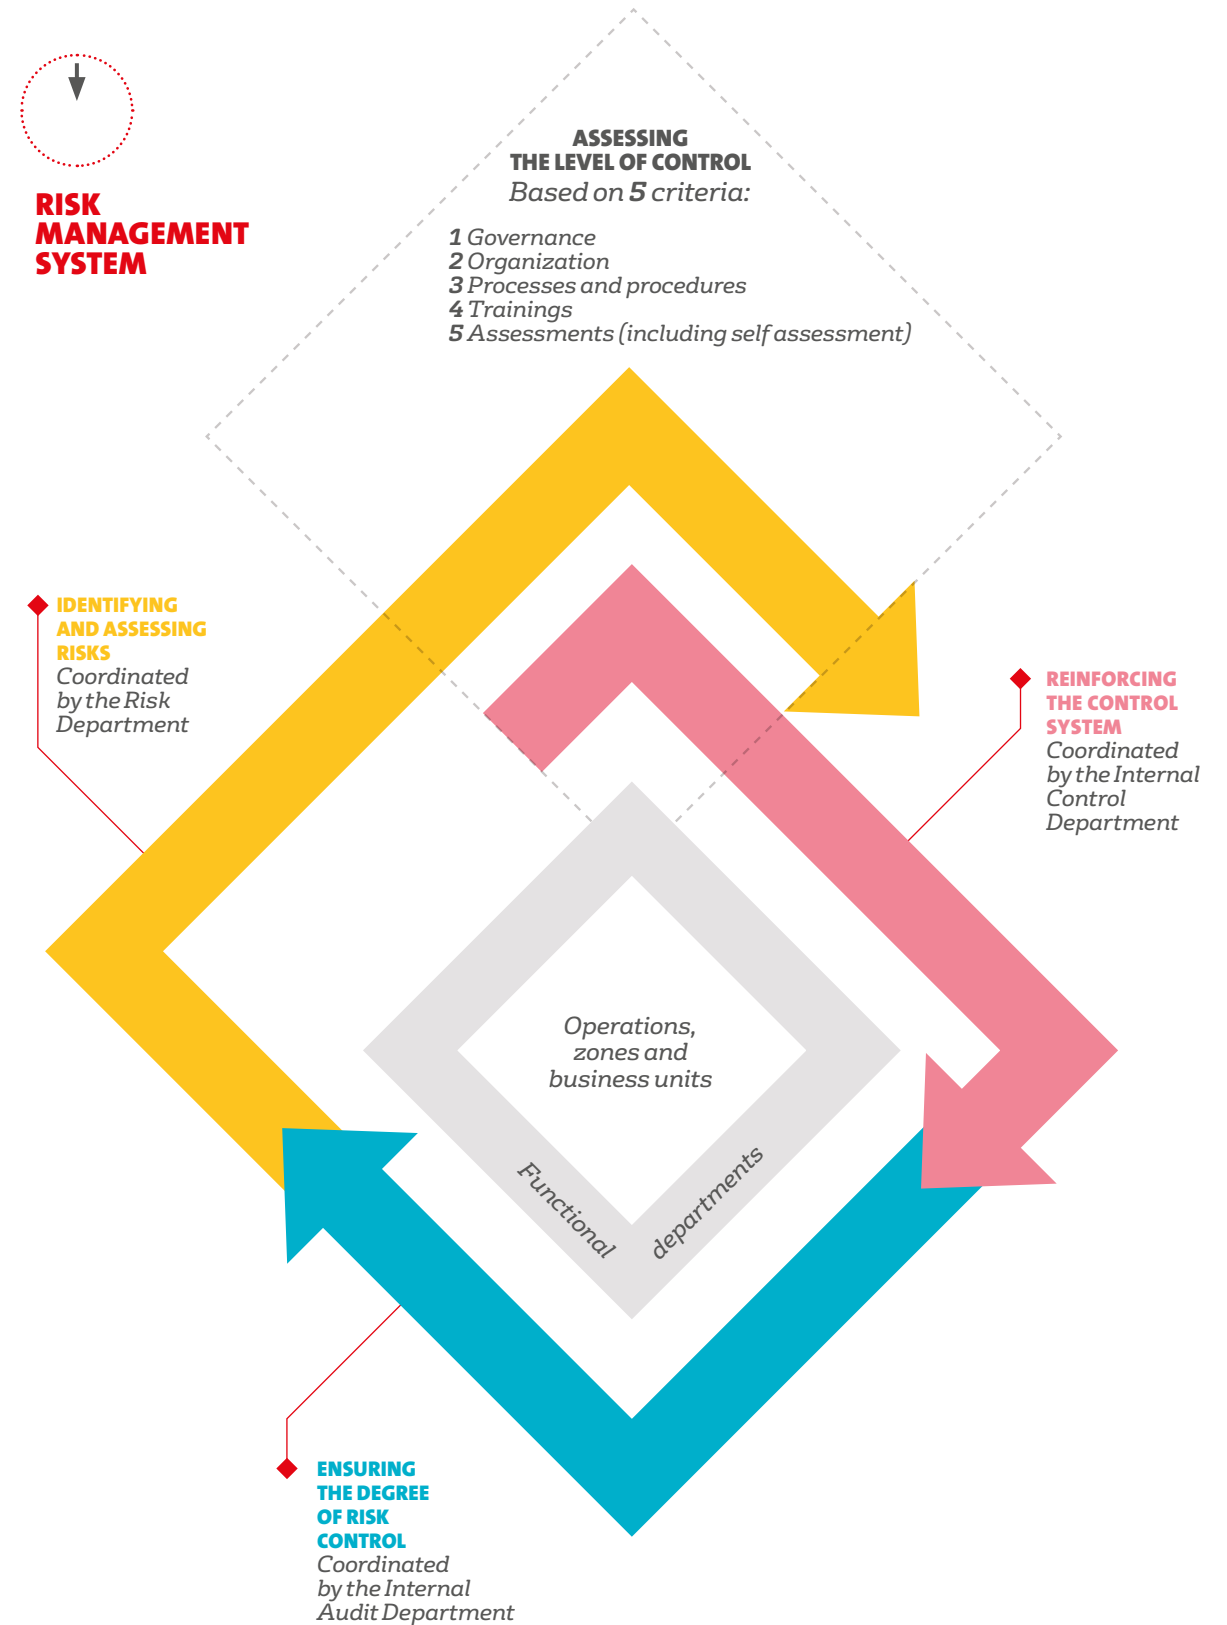 RISK
MANAGEMENT
SYSTEM
ASSESSING
THE LEVEL OF CONTROL
Based on 5 criteria:
1 Governance
2 Organization
3 Processes and procedures
4 Trainings
5 Assessments (including self assessment)
IDENTIFYING
AND ASSESSING
RISKS
Coordinated
by the Risk
Department
REINFORCING
THE CONTROL
SYSTEM
Coordinated
by the Internal
Control
Department
Operations,
zones and
business units
Functional
departments
ENSURING
THE DEGREE
OF RISK
CONTROL
Coordinated
by the Internal
Audit Department